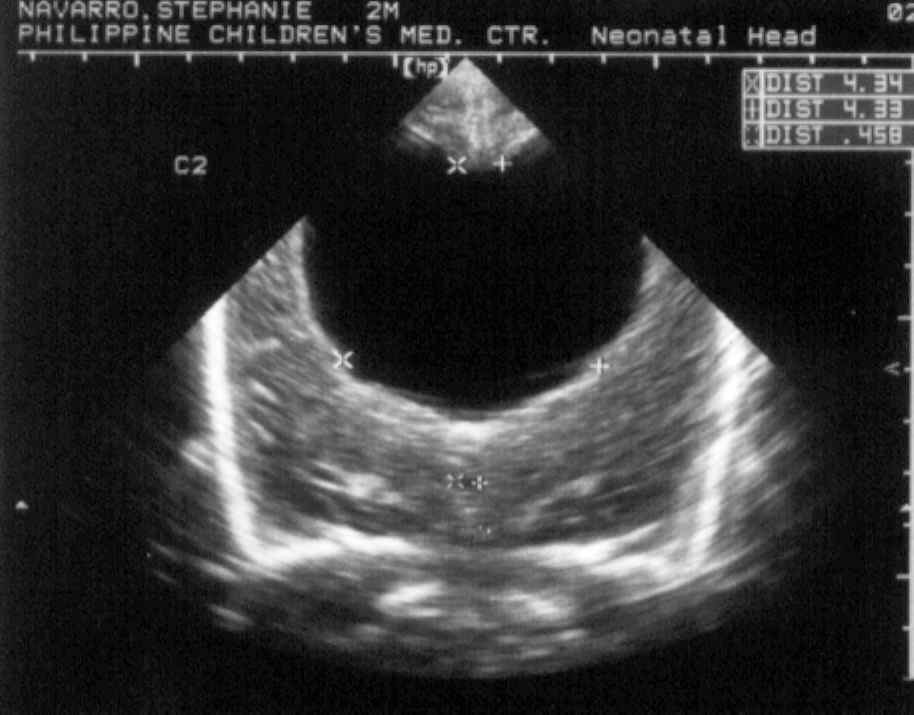 NAVARRO,STEPHANIE 2M 02
PHILIPPINE CHILDREN'S MED. CTR. Neonatal Head
[hp]
DIST 4.34
DIST 4.33
DIST .458
C2